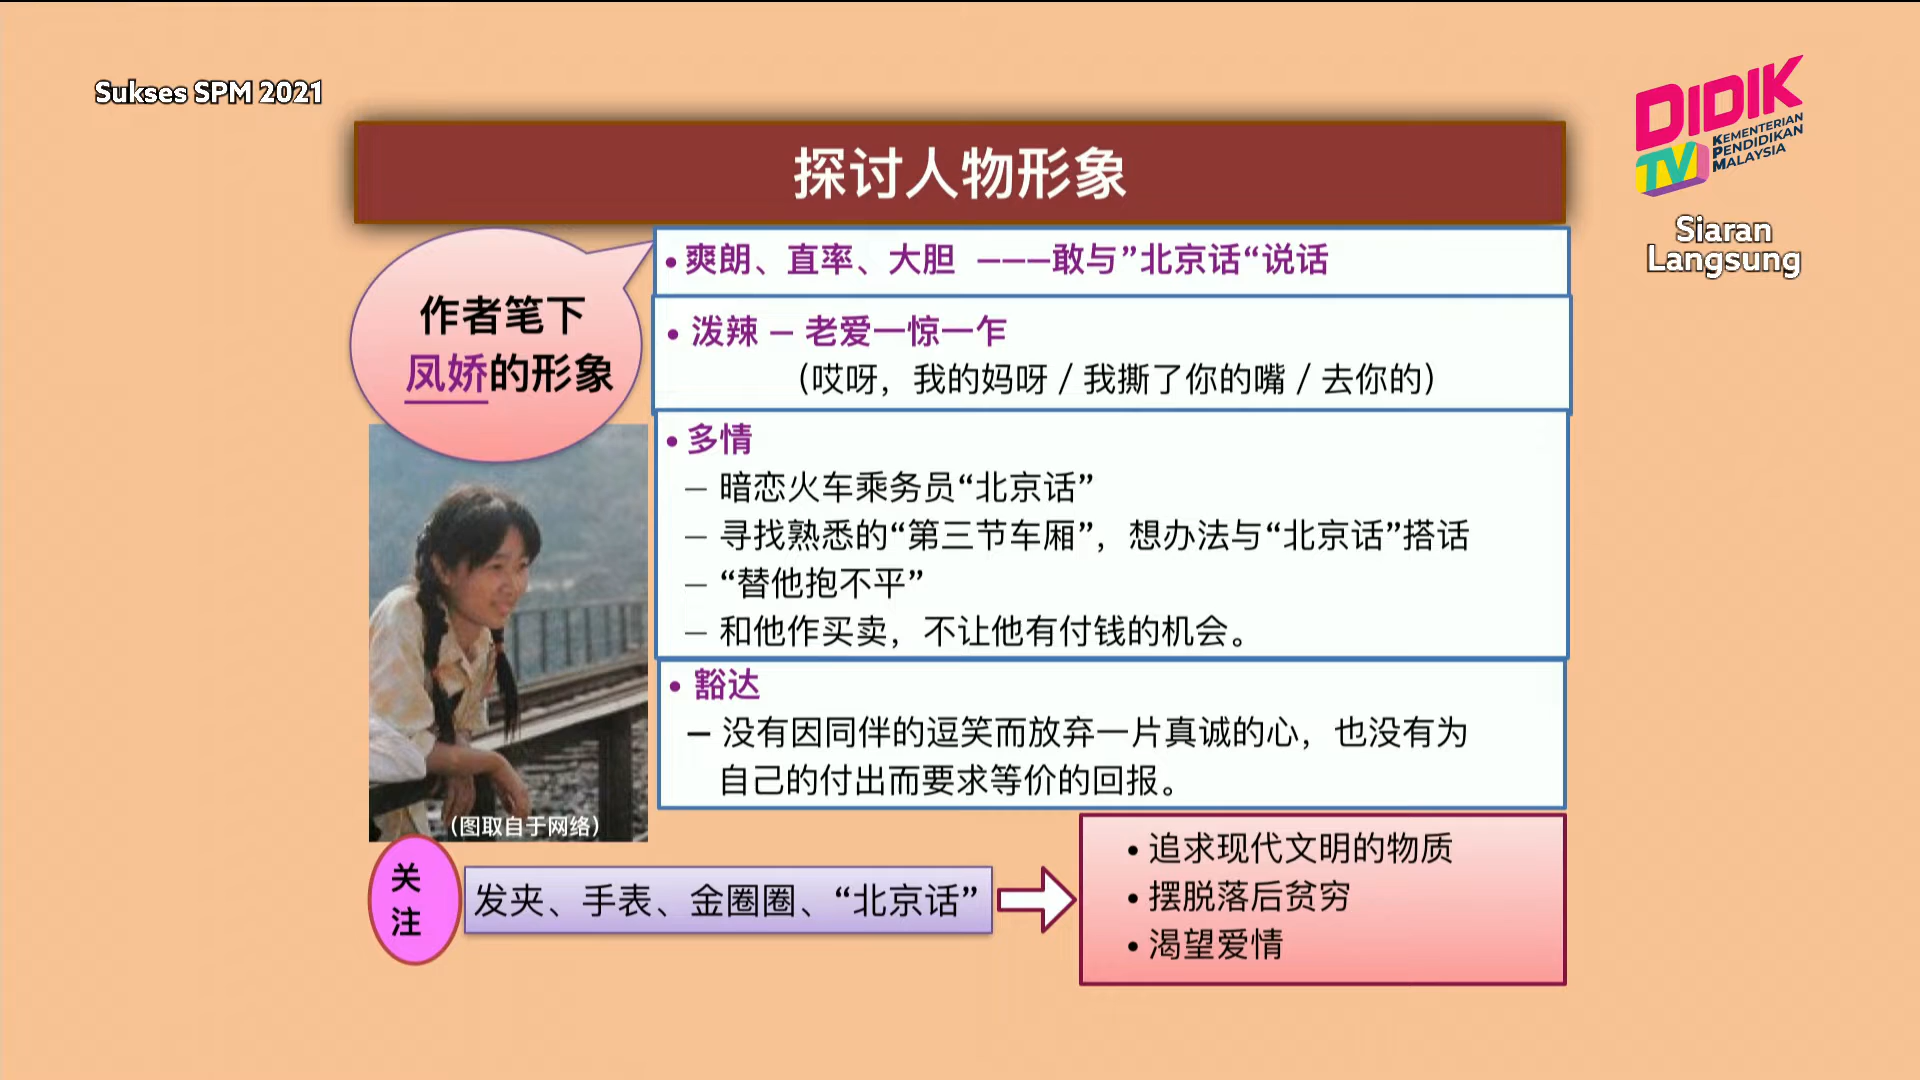 Sukses SPM 2021
DIDIK
TV
KEMENTERIAN
PENDIDIKAN
MALAYSIA
Siaran
Langsung
探讨人物形象
作者笔下
凤娇的形象
•爽朗、直率、大胆 −−−敢与”北京话“说话
• 泼辣 — 老爱一惊一乍
（哎呀，我的妈呀 / 我撕了你的嘴 / 去你的）
• 多情
– 暗恋火车乘务员“北京话”
– 寻找熟悉的“第三节车厢”，想办法与“北京话”搭话
– “替他抱不平”
– 和他作买卖，不让他有付钱的机会。
• 豁达
– 没有因同伴的逗笑而放弃一片真诚的心，也没有为
自己的付出而要求等价的回报。
（图取自于网络）
关
注
发夹、手表、金圈圈、“北京话”
• 追求现代文明的物质
• 摆脱落后贫穷
• 渴望爱情